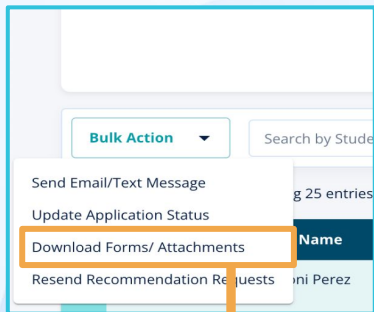 Bulk Action
Search by Stude
Send Email/Text Message
g 25 entries
Update Application Status
Download Forms/ Attachments
Name
Resend Recommendation Requests
oni Perez